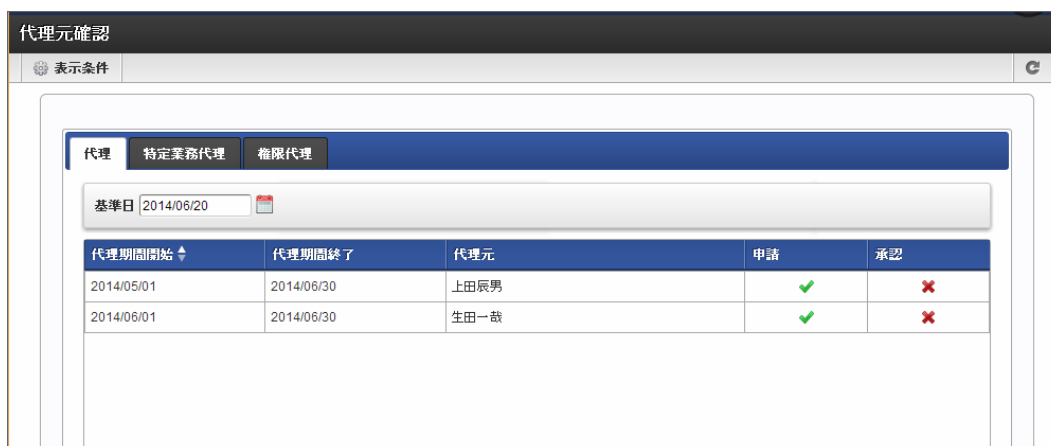 代理元確認
表示条件
代理 特定業務代理 権限代理
基準日 2014/06/20
代理期間開始 代理期間終了 代理元 申請 承認
2014/05/01 2014/06/30 上田辰男
2014/06/01 2014/06/30 生田一哉